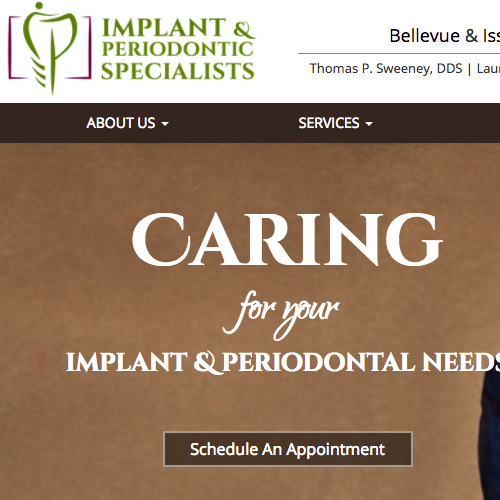 IMPLANT &
PERIODONTIC
SPECIALISTS
Bellevue & Iss
Thomas P. Sweeney, DDS | Lau
ABOUT US
SERVICES
CARING
for your
IMPLANT & PERIODONTAL NEEDS
Schedule An Appointment